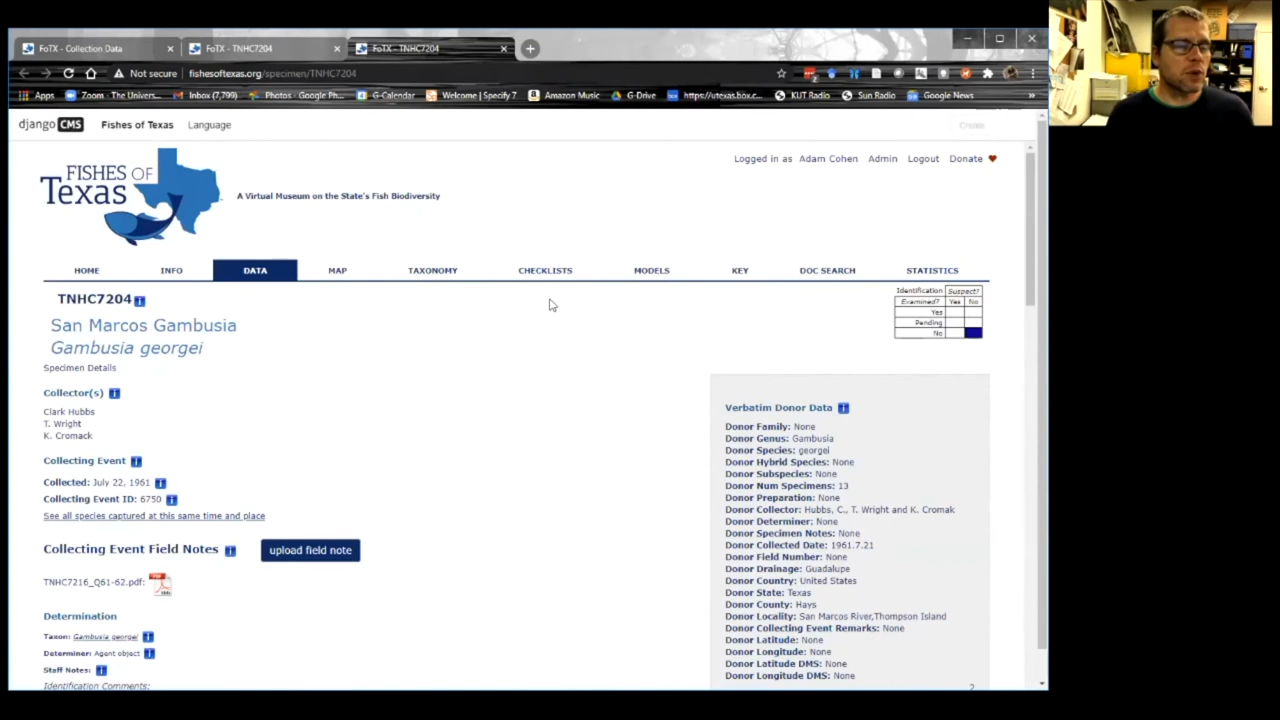 FoTX - Collection Data
FoTX - TNHC7204
FoTX - TNHC7204
Not secure
fishesoftexas.org/specimen/TNHC7204
Apps
Zoom - The Univers...
Inbox (7,799)
Photos - Google Ph...
G-Calendar
Welcome | Specify 7
Amazon Music
G-Drive
https://utexas.box.c...
KUT Radio
Sun Radio
Google News
»
django CMS
Fishes of Texas
Language
Create
FISHES OF
Texas
A Virtual Museum on the State's Fish Biodiversity
Logged in as Adam Cohen Admin Logout Donate
HOME INFO DATA MAP TAXONOMY CHECKLISTS MODELS KEY DOC SEARCH STATISTICS
TNHC7204
San Marcos Gambusia
Gambusia georgei
Specimen Details
Identification Suspect?
Examined? Yes No
Yes
Pending
No
Collector(s)
Clark Hubbs
T. Wright
K. Cromack
Collecting Event
Collected: July 22, 1961
Collecting Event ID: 6750
See all species captured at this same time and place
Collecting Event Field Notes
upload field note
TNHC7216_Q61-62.pdf:
Determination
Taxon: Gambusia georgei
Determiner: Agent object
Staff Notes:
Identification Comments:
Verbatim Donor Data
Donor Family: None
Donor Genus: Gambusia
Donor Species: georgei
Donor Hybrid Species: None
Donor Subspecies: None
Donor Num Specimens: 13
Donor Preparation: None
Donor Collector: Hubbs, C., T. Wright and K. Cromak
Donor Determiner: None
Donor Specimen Notes: None
Donor Collected Date: 1961.7.21
Donor Field Number: None
Donor Drainage: Guadalupe
Donor Country: United States
Donor State: Texas
Donor County: Hays
Donor Locality: San Marcos River,Thompson Island
Donor Collecting Event Remarks: None
Donor Latitude: None
Donor Longitude: None
Donor Latitude DMS: None
Donor Longitude DMS: None
2